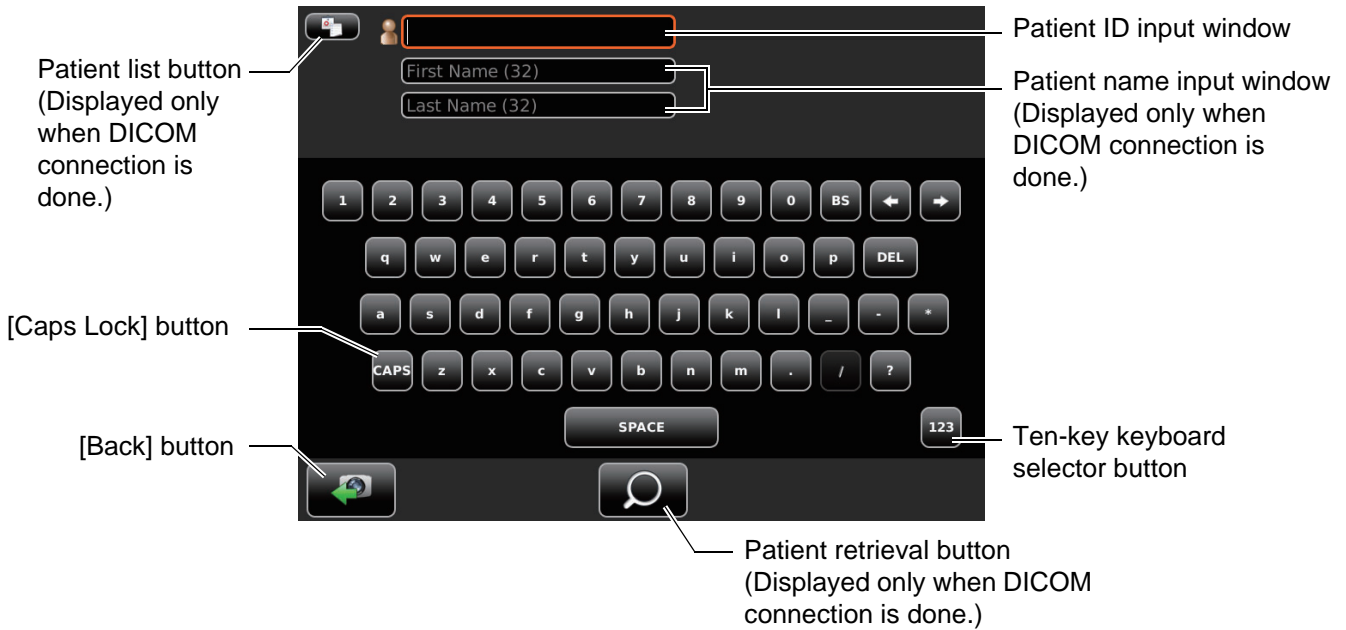 Patient ID input window
Patient list button
(Displayed only
when DICOM
connection is
done.)
First Name (32)
Last Name (32)
Patient name input window
(Displayed only when
DICOM connection is
done.)
1 2 3 4 5 6 7 8 9 0 BS
q w e r t y u i o p DEL
a s d f g h j k l _ - *
[Caps Lock] button
CAPS z x c v b n m . / ?
SPACE 123
[Back] button
Ten-key keyboard
selector button
Patient retrieval button
(Displayed only when DICOM
connection is done.)